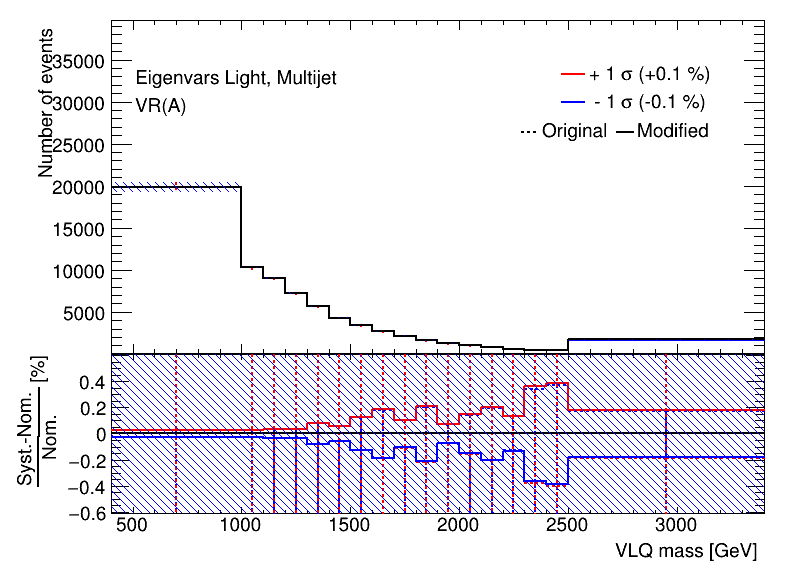 Number of events
35000
30000
25000
20000
15000
10000
5000
Eigenvars Light, Multijet
VR(A)
+ 1 σ (+0.1 %)
- 1 σ (-0.1 %)
Original Modified
Syst.-Nom.
Nom.
[%]
0.4
0.2
0
−0.2
−0.4
−0.6
500 1000 1500 2000 2500 3000
VLQ mass [GeV]